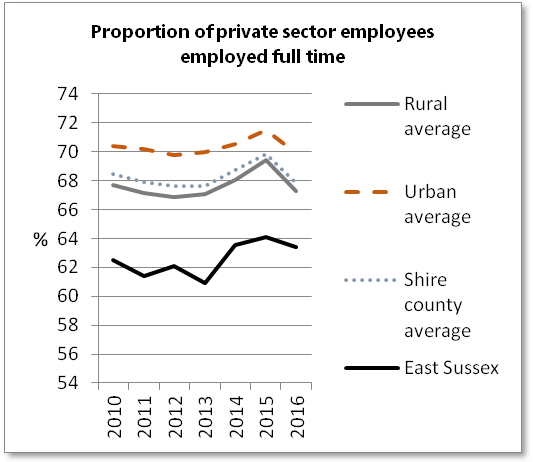 Proportion of private sector employees
employed full time
74
72
70
68
66
64
62
60
58
56
54
%
2010
2011
2012
2013
2014
2015
2016
Rural
average
Urban
average
Shire
county
average
East Sussex